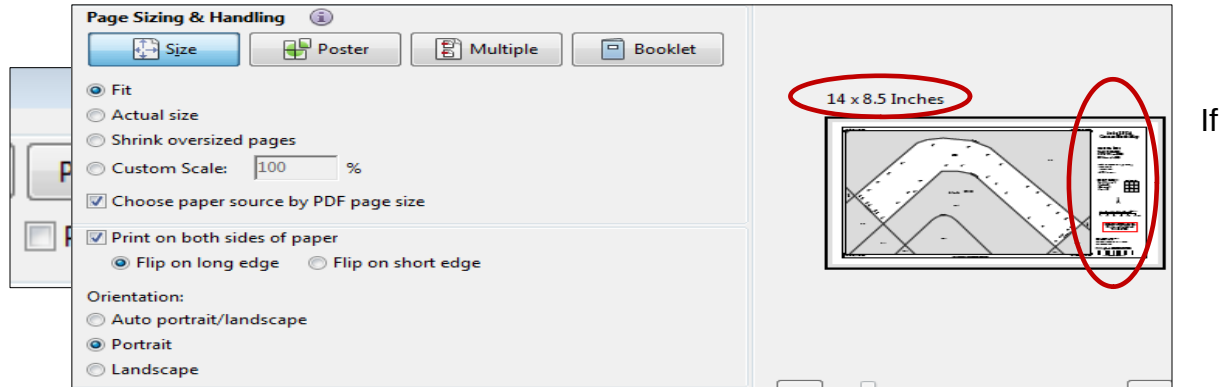 Page Sizing & Handling
Size Poster Multiple Booklet
Fit
Actual size
Shrink oversized pages
Custom Scale: 100 %
Choose paper source by PDF page size
Print on both sides of paper
Flip on long edge Flip on short edge
Orientation:
Auto portrait/landscape
Portrait
Landscape
14 x 8.5 Inches
If